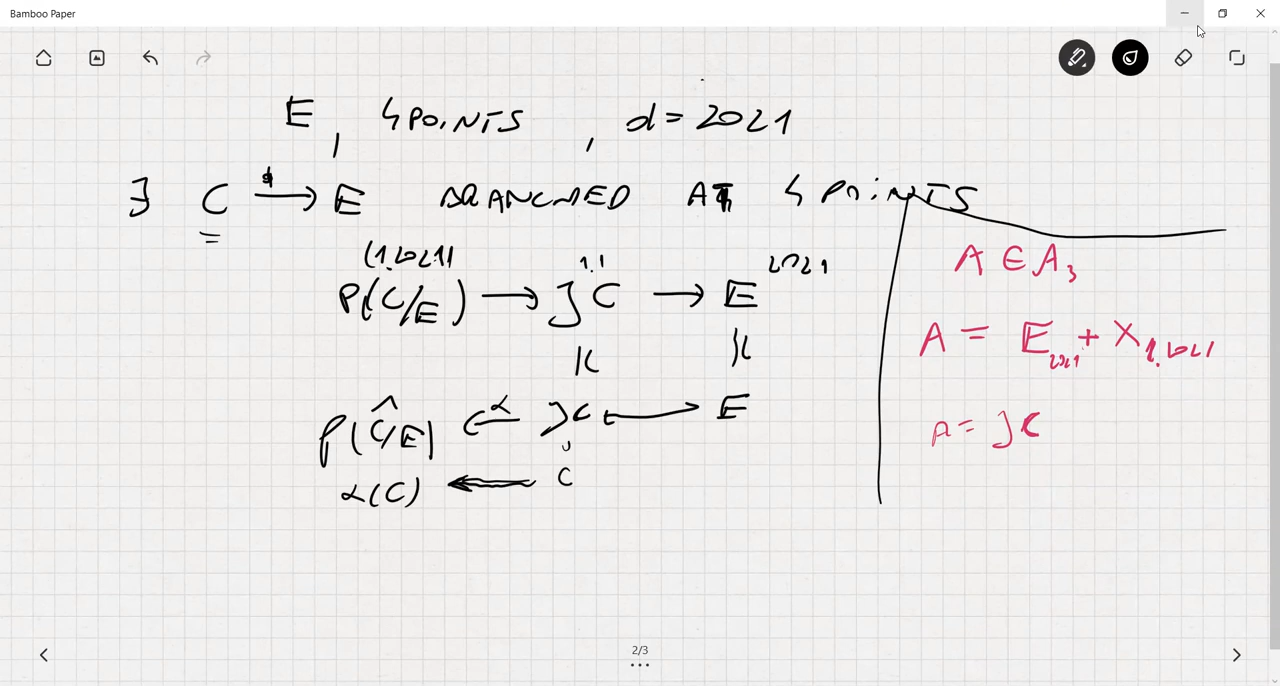 Bamboo Paper
E, 4 POINTS, d = 2021
∃ C → E BRANCHED AT 4 POINTS
(1,2021) 1,1 2021
P(C/E) → JC → E
P(C/E)^ ← α JC → E
α(C) ← C
A ∈ A₃
A = E₂₀₂₁ + X₁,₂₀₂₁
A = JC
2/3